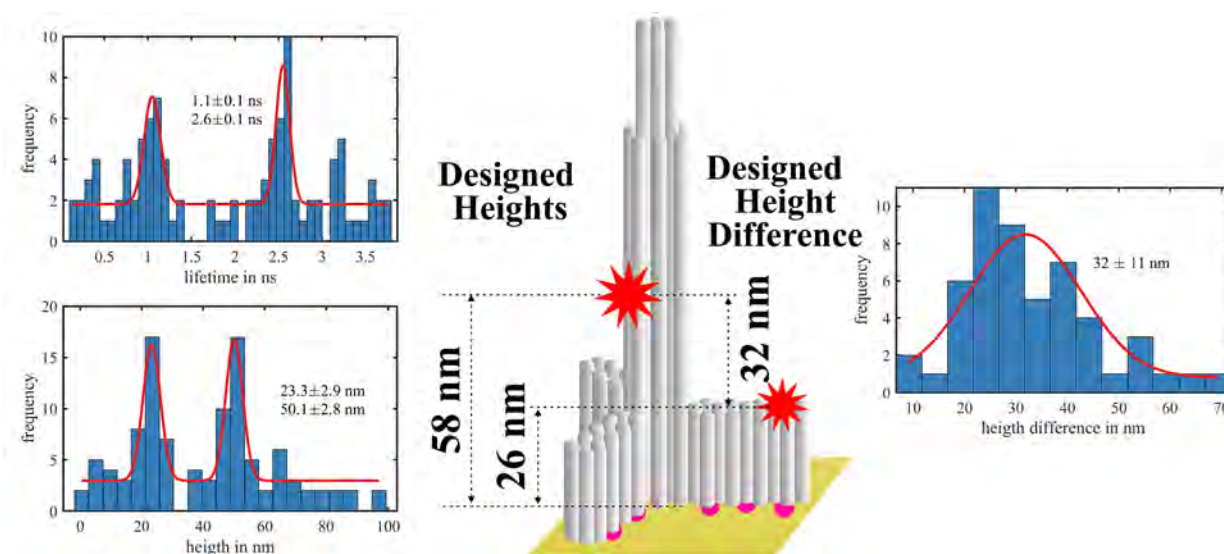 10
8
6
4
2
0
frequency
1.1±0.1 ns
2.6±0.1 ns
0.5
1
1.5
2
2.5
3
3.5
lifetime in ns
20
15
10
5
0
frequency
23.3±2.9 nm
50.1±2.8 nm
0
20
40
60
80
100
heigth in nm
Designed
Heights
58 nm
26 nm
Designed
Height
Difference
32 nm
10
8
6
4
2
0
frequency
32 ± 11 nm
10
20
30
40
50
60
70
heigth difference in nm